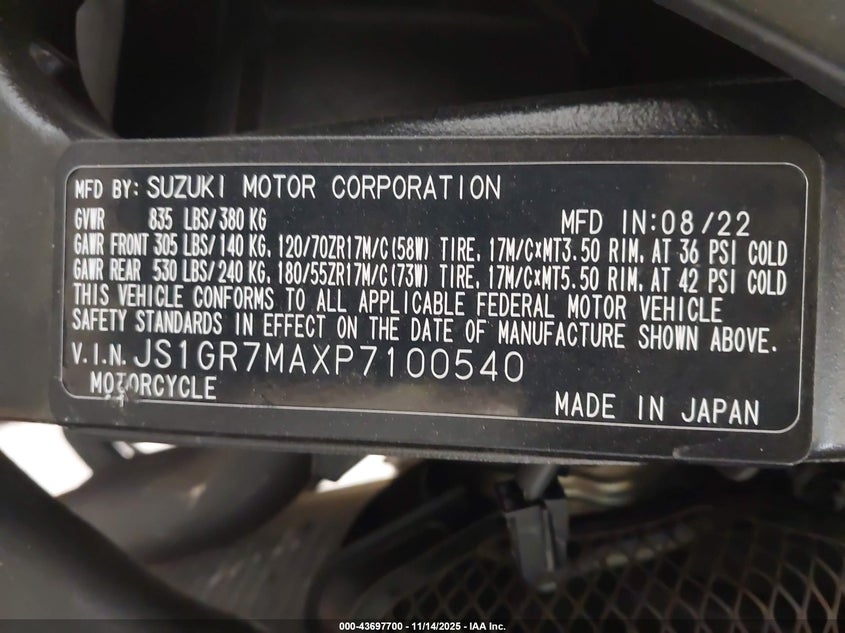 MFD BY: SUZUKI MOTOR CORPORATION
GVWR 835 LBS/380 KG MFD IN:08/22
GAWR FRONT 305 LBS/140 KG, 120/70ZR17M/C(58W) TIRE, 17M/C×MT3.50 RIM, AT 36 PSI COLD
GAWR REAR 530 LBS/240 KG, 180/55ZR17M/C(73W) TIRE, 17M/C×MT5.50 RIM, AT 42 PSI COLD
THIS VEHICLE CONFORMS TO ALL APPLICABLE FEDERAL MOTOR VEHICLE
SAFETY STANDARDS IN EFFECT ON THE DATE OF MANUFACTURE SHOWN ABOVE.
V.I.N. JS1GR7MAXP7100540
MOTORCYCLE
MADE IN JAPAN
000-43697700 - 11/14/2025 - IAA Inc.